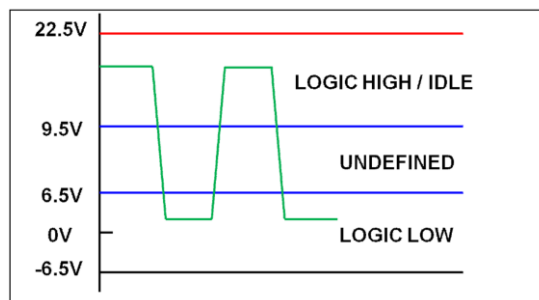 22.5V
LOGIC HIGH / IDLE
9.5V
UNDEFINED
6.5V
0V
LOGIC LOW
-6.5V